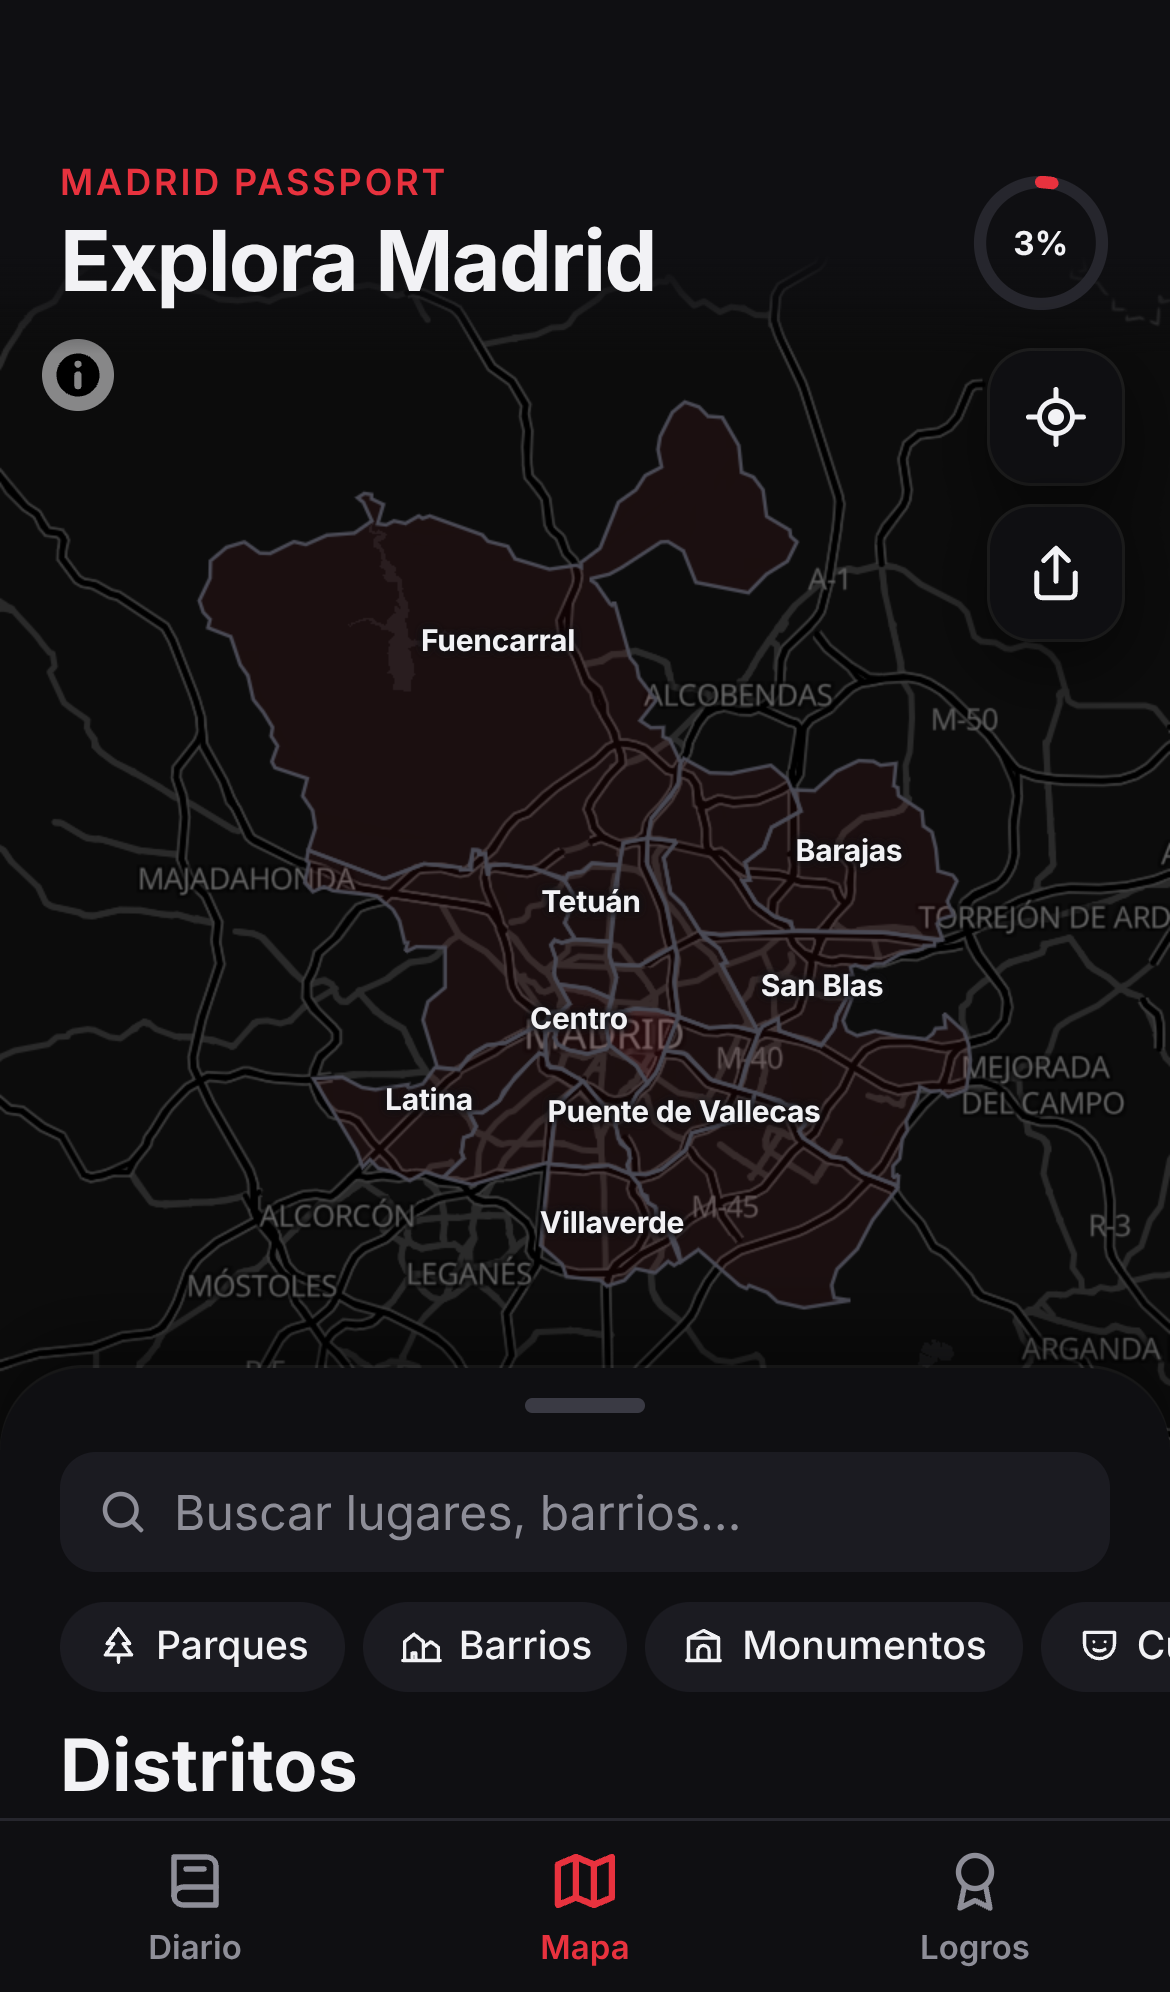 MADRID PASSPORT
Explora Madrid
3%
A-1
Fuencarral
ALCOBENDAS
M-50
Barajas
MAJADAHONDA
Tetuán
TORREJÓN DE ARD
San Blas
Centro
MADRID
M-40
MEJORADA
DEL CAMPO
Latina
Puente de Vallecas
M-45
ALCORCÓN
Villaverde
R-3
LEGANÉS
MÓSTOLES
ARGANDA
Buscar lugares, barrios...
Parques
Barrios
Monumentos
Distritos
Diario
Mapa
Logros